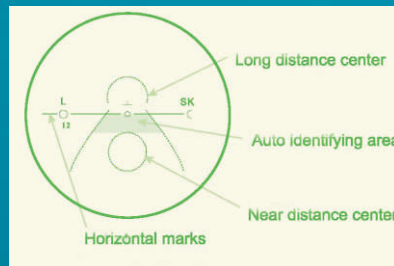 Long distance center
L SK
12
Auto identifying area
Near distance center
Horizontal marks